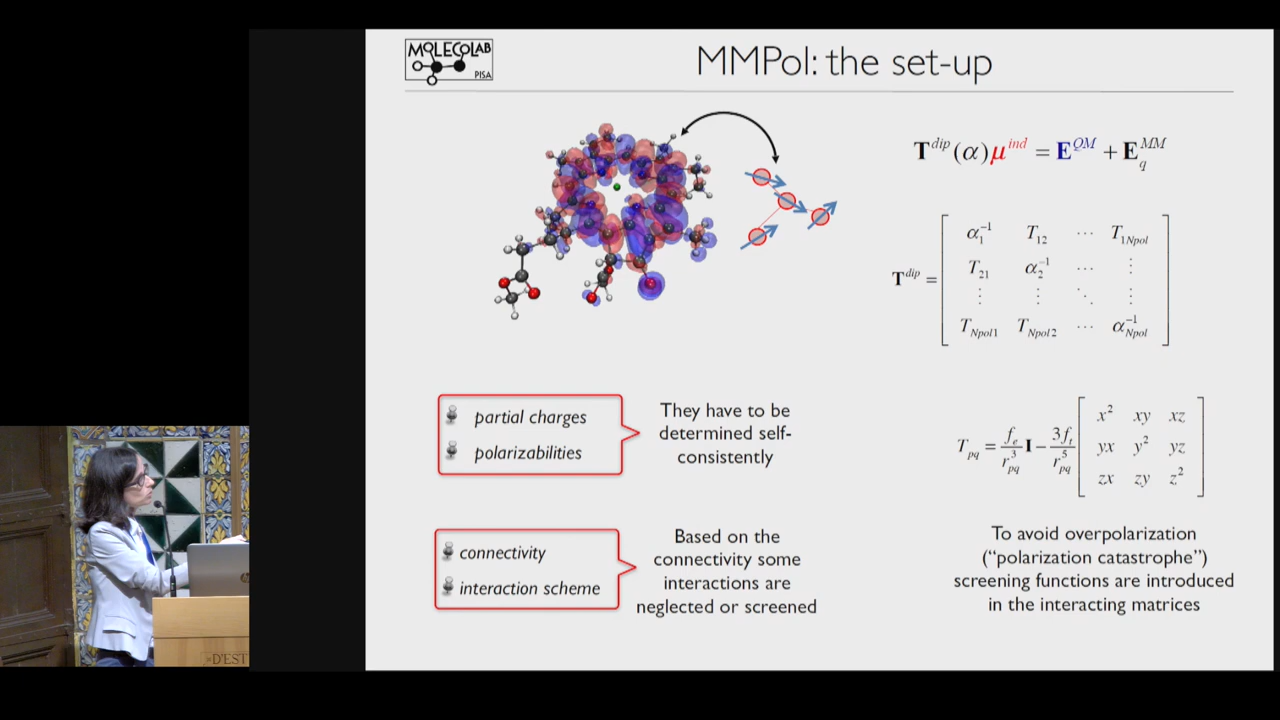 MOLECOLAB
PISA
MMPol: the set-up
T^dip(α)μ^ind = E^QM + E_q^MM
T^dip = [ α_1^-1 T_12 ⋯ T_1Npol
T_21 α_2^-1 ⋯ ⋮
⋮ ⋮ ⋱ ⋮
T_Npol1 T_Npol2 ⋯ α_Npol^-1 ]
partial charges
polarizabilities
They have to be
determined self-
consistently
T_pq = f_e/r_pq^3 I − 3f_t/r_pq^5 [ x^2 xy xz
yx y^2 yz
zx zy z^2 ]
connectivity
interaction scheme
Based on the
connectivity some
interactions are
neglected or screened
To avoid overpolarization
(“polarization catastrophe”)
screening functions are introduced
in the interacting matrices
D'EST